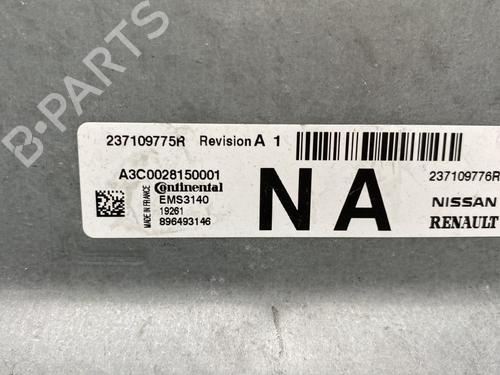 237109775R Revision A 1
A3C0028150001
Continental
EMS3140
19261
896493146
MADE IN FRANCE
NA
237109776R
NISSAN
RENAULT
B-PARTS